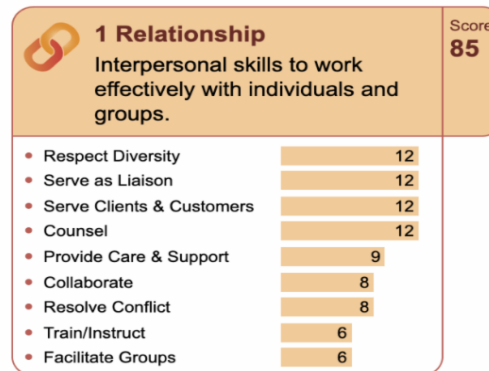 1 Relationship
Interpersonal skills to work
effectively with individuals and
groups.
Score
85
• Respect Diversity 12
• Serve as Liaison 12
• Serve Clients & Customers 12
• Counsel 12
• Provide Care & Support 9
• Collaborate 8
• Resolve Conflict 8
• Train/Instruct 6
• Facilitate Groups 6